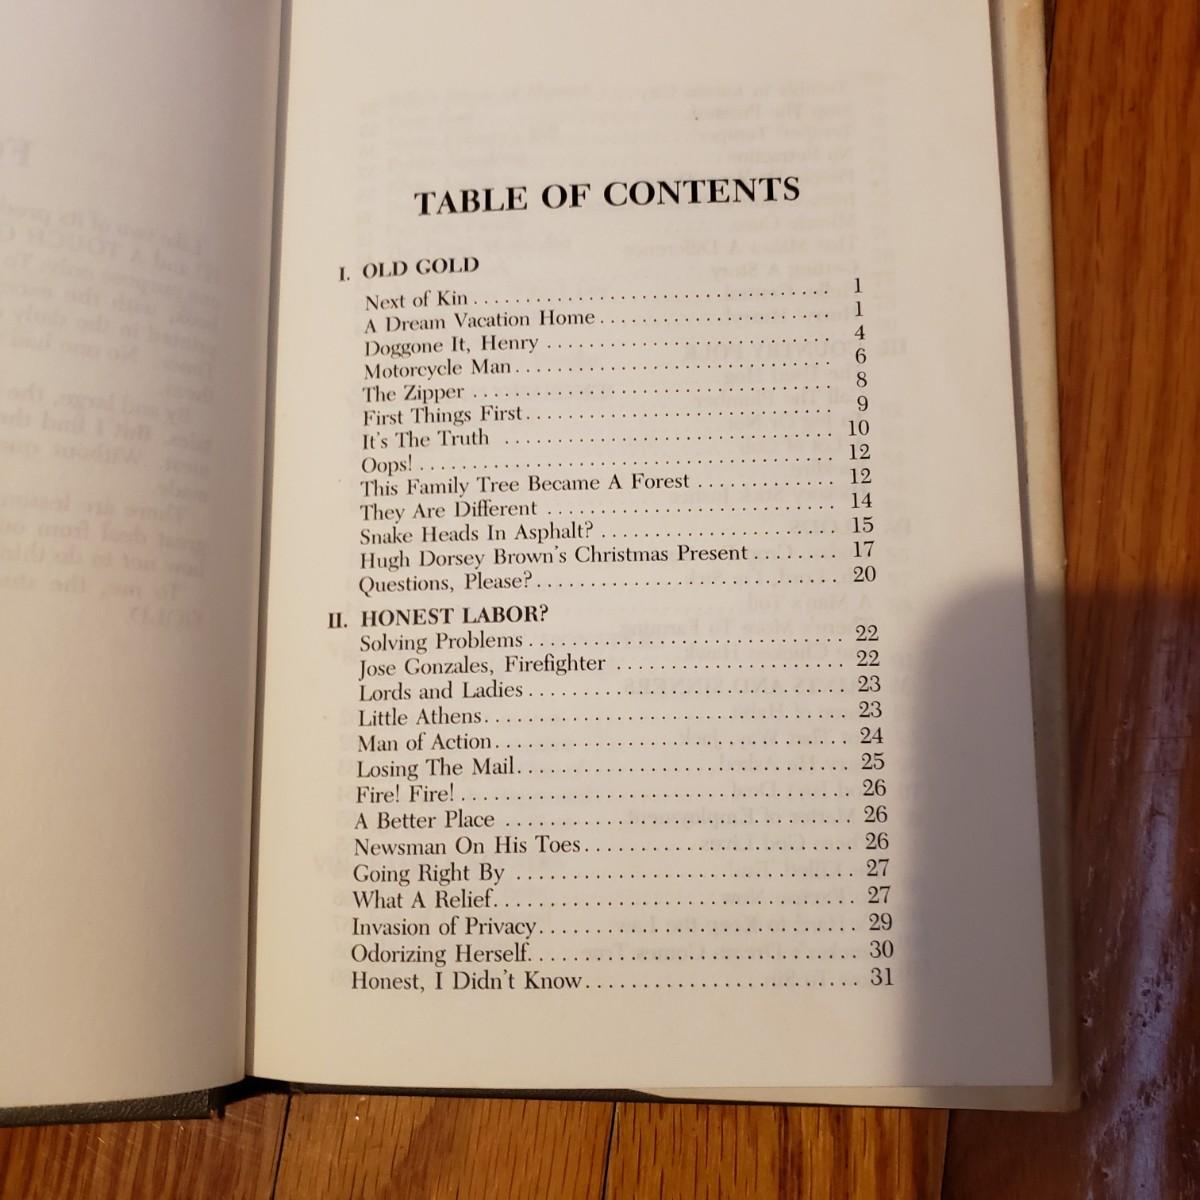 TABLE OF CONTENTS
I. OLD GOLD
Next of Kin . . . . . . . . . . . . . . . . . . . . . . . . . . . . . . . . 1
A Dream Vacation Home . . . . . . . . . . . . . . . . . . . . 1
Doggone It, Henry . . . . . . . . . . . . . . . . . . . . . . . . . 4
Motorcycle Man . . . . . . . . . . . . . . . . . . . . . . . . . . . . 6
The Zipper . . . . . . . . . . . . . . . . . . . . . . . . . . . . . . . . 8
First Things First . . . . . . . . . . . . . . . . . . . . . . . . . . . 9
It's The Truth . . . . . . . . . . . . . . . . . . . . . . . . . . . . . 10
Oops! . . . . . . . . . . . . . . . . . . . . . . . . . . . . . . . . . . . . 12
This Family Tree Became A Forest . . . . . . . . . . . . 12
They Are Different . . . . . . . . . . . . . . . . . . . . . . . . . 14
Snake Heads In Asphalt? . . . . . . . . . . . . . . . . . . . . 15
Hugh Dorsey Brown's Christmas Present . . . . . . . . 17
Questions, Please? . . . . . . . . . . . . . . . . . . . . . . . . . . 20
II. HONEST LABOR?
Solving Problems . . . . . . . . . . . . . . . . . . . . . . . . . . . 22
Jose Gonzales, Firefighter . . . . . . . . . . . . . . . . . . . . 22
Lords and Ladies . . . . . . . . . . . . . . . . . . . . . . . . . . . 23
Little Athens . . . . . . . . . . . . . . . . . . . . . . . . . . . . . . . 23
Man of Action . . . . . . . . . . . . . . . . . . . . . . . . . . . . . . 24
Losing The Mail . . . . . . . . . . . . . . . . . . . . . . . . . . . . 25
Fire! Fire! . . . . . . . . . . . . . . . . . . . . . . . . . . . . . . . . . 26
A Better Place . . . . . . . . . . . . . . . . . . . . . . . . . . . . . 26
Newsman On His Toes . . . . . . . . . . . . . . . . . . . . . . . 26
Going Right By . . . . . . . . . . . . . . . . . . . . . . . . . . . . 27
What A Relief . . . . . . . . . . . . . . . . . . . . . . . . . . . . . . 27
Invasion of Privacy . . . . . . . . . . . . . . . . . . . . . . . . . . 29
Odorizing Herself . . . . . . . . . . . . . . . . . . . . . . . . . . . 30
Honest, I Didn't Know . . . . . . . . . . . . . . . . . . . . . . . 31